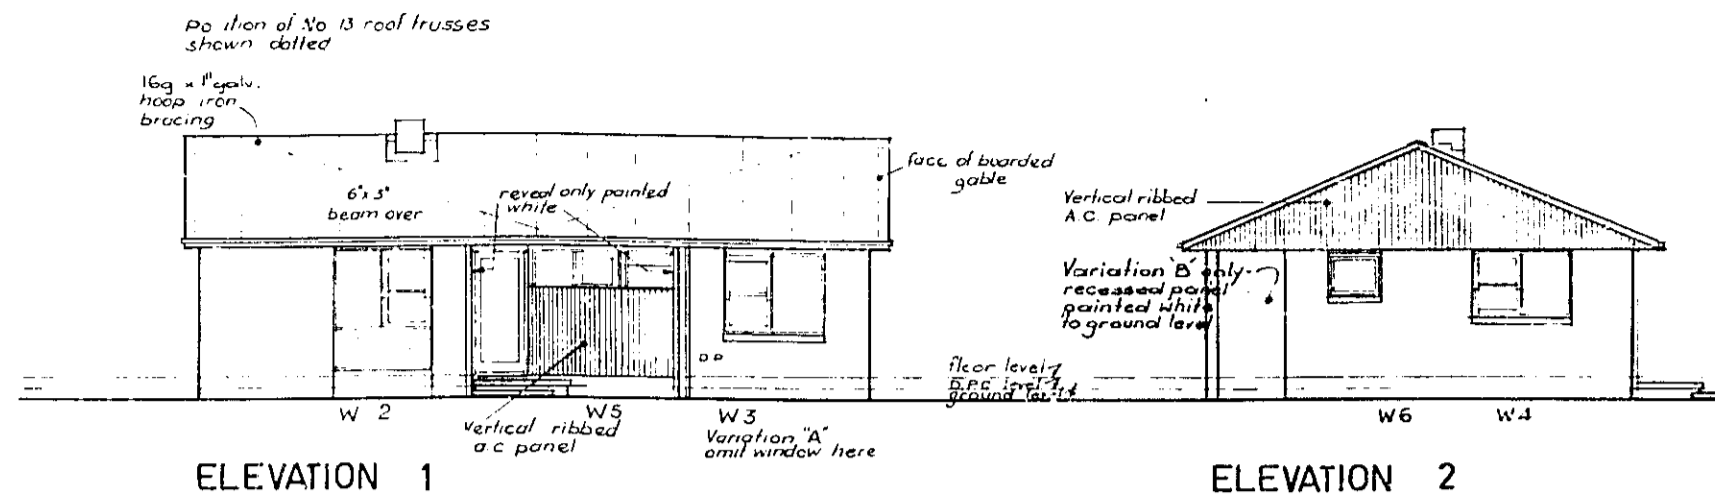 Po ition of No 13 roof trusses
shown dotted
16g x 1" galv.
hoop iron
bracing
6" x 3"
beam over
reveal only painted
white
face of boarded
gable
D.P.
W 2
W5
W3
Vertical ribbed
a.c panel
Variation "A"
omit window here
ELEVATION 1
Vertical ribbed
A.C. panel
Variation 'B' only
recessed panel
painted white
to ground level
floor level
D.P.C level
ground level
W6
W4
ELEVATION 2